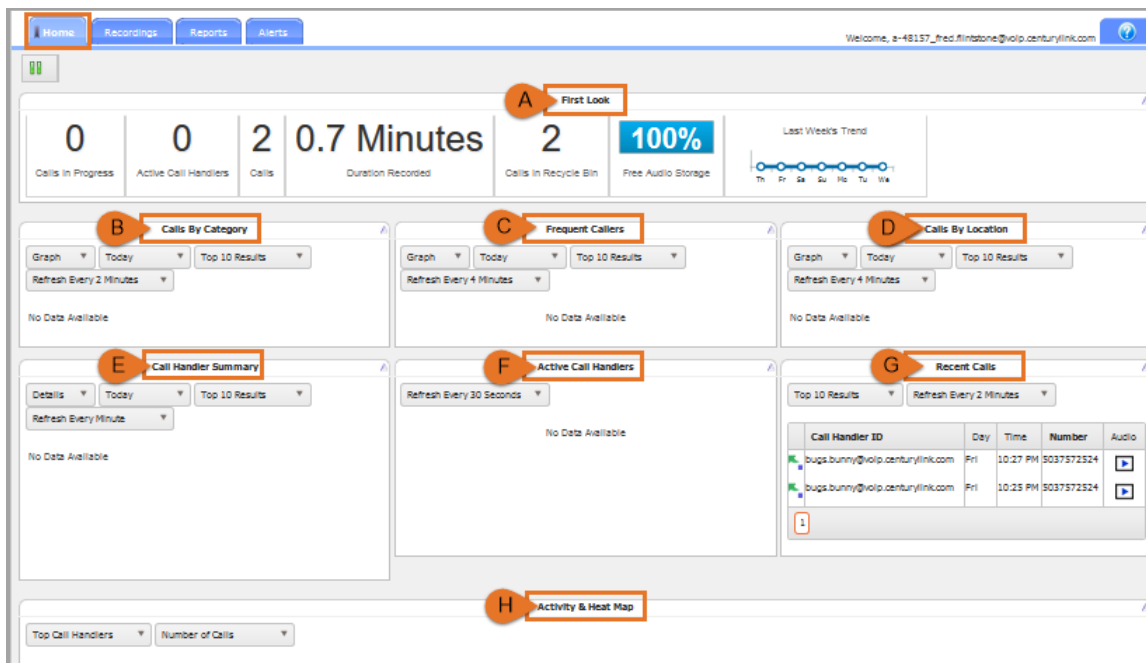 Home Recordings Reports Alerts
Welcome, a-48157_fred.flintstone@voip.centurylink.com ?
A First Look
0 0 2 0.7 Minutes 2 100% Last Week's Trend
Calls In Progress Active Call Handlers Calls Duration Recorded Calls In Recycle Bin Free Audio Storage
Th Fr Sa Su Mo Tu We
B Calls By Category
Graph Today Top 10 Results
Refresh Every 2 Minutes
No Data Available
C Frequent Callers
Graph Today Top 10 Results
Refresh Every 4 Minutes
No Data Available
D Calls By Location
Graph Today Top 10 Results
Refresh Every 4 Minutes
No Data Available
E Call Handler Summary
Details Today Top 10 Results
Refresh Every Minute
No Data Available
F Active Call Handlers
Refresh Every 30 Seconds
No Data Available
G Recent Calls
Top 10 Results Refresh Every 2 Minutes
Call Handler ID Day Time Number Audio
bugs.bunny@voip.centurylink.com Fri 10:27 PM 5037572524
bugs.bunny@voip.centurylink.com Fri 10:25 PM 5037572524
1
H Activity & Heat Map
Top Call Handlers Number of Calls